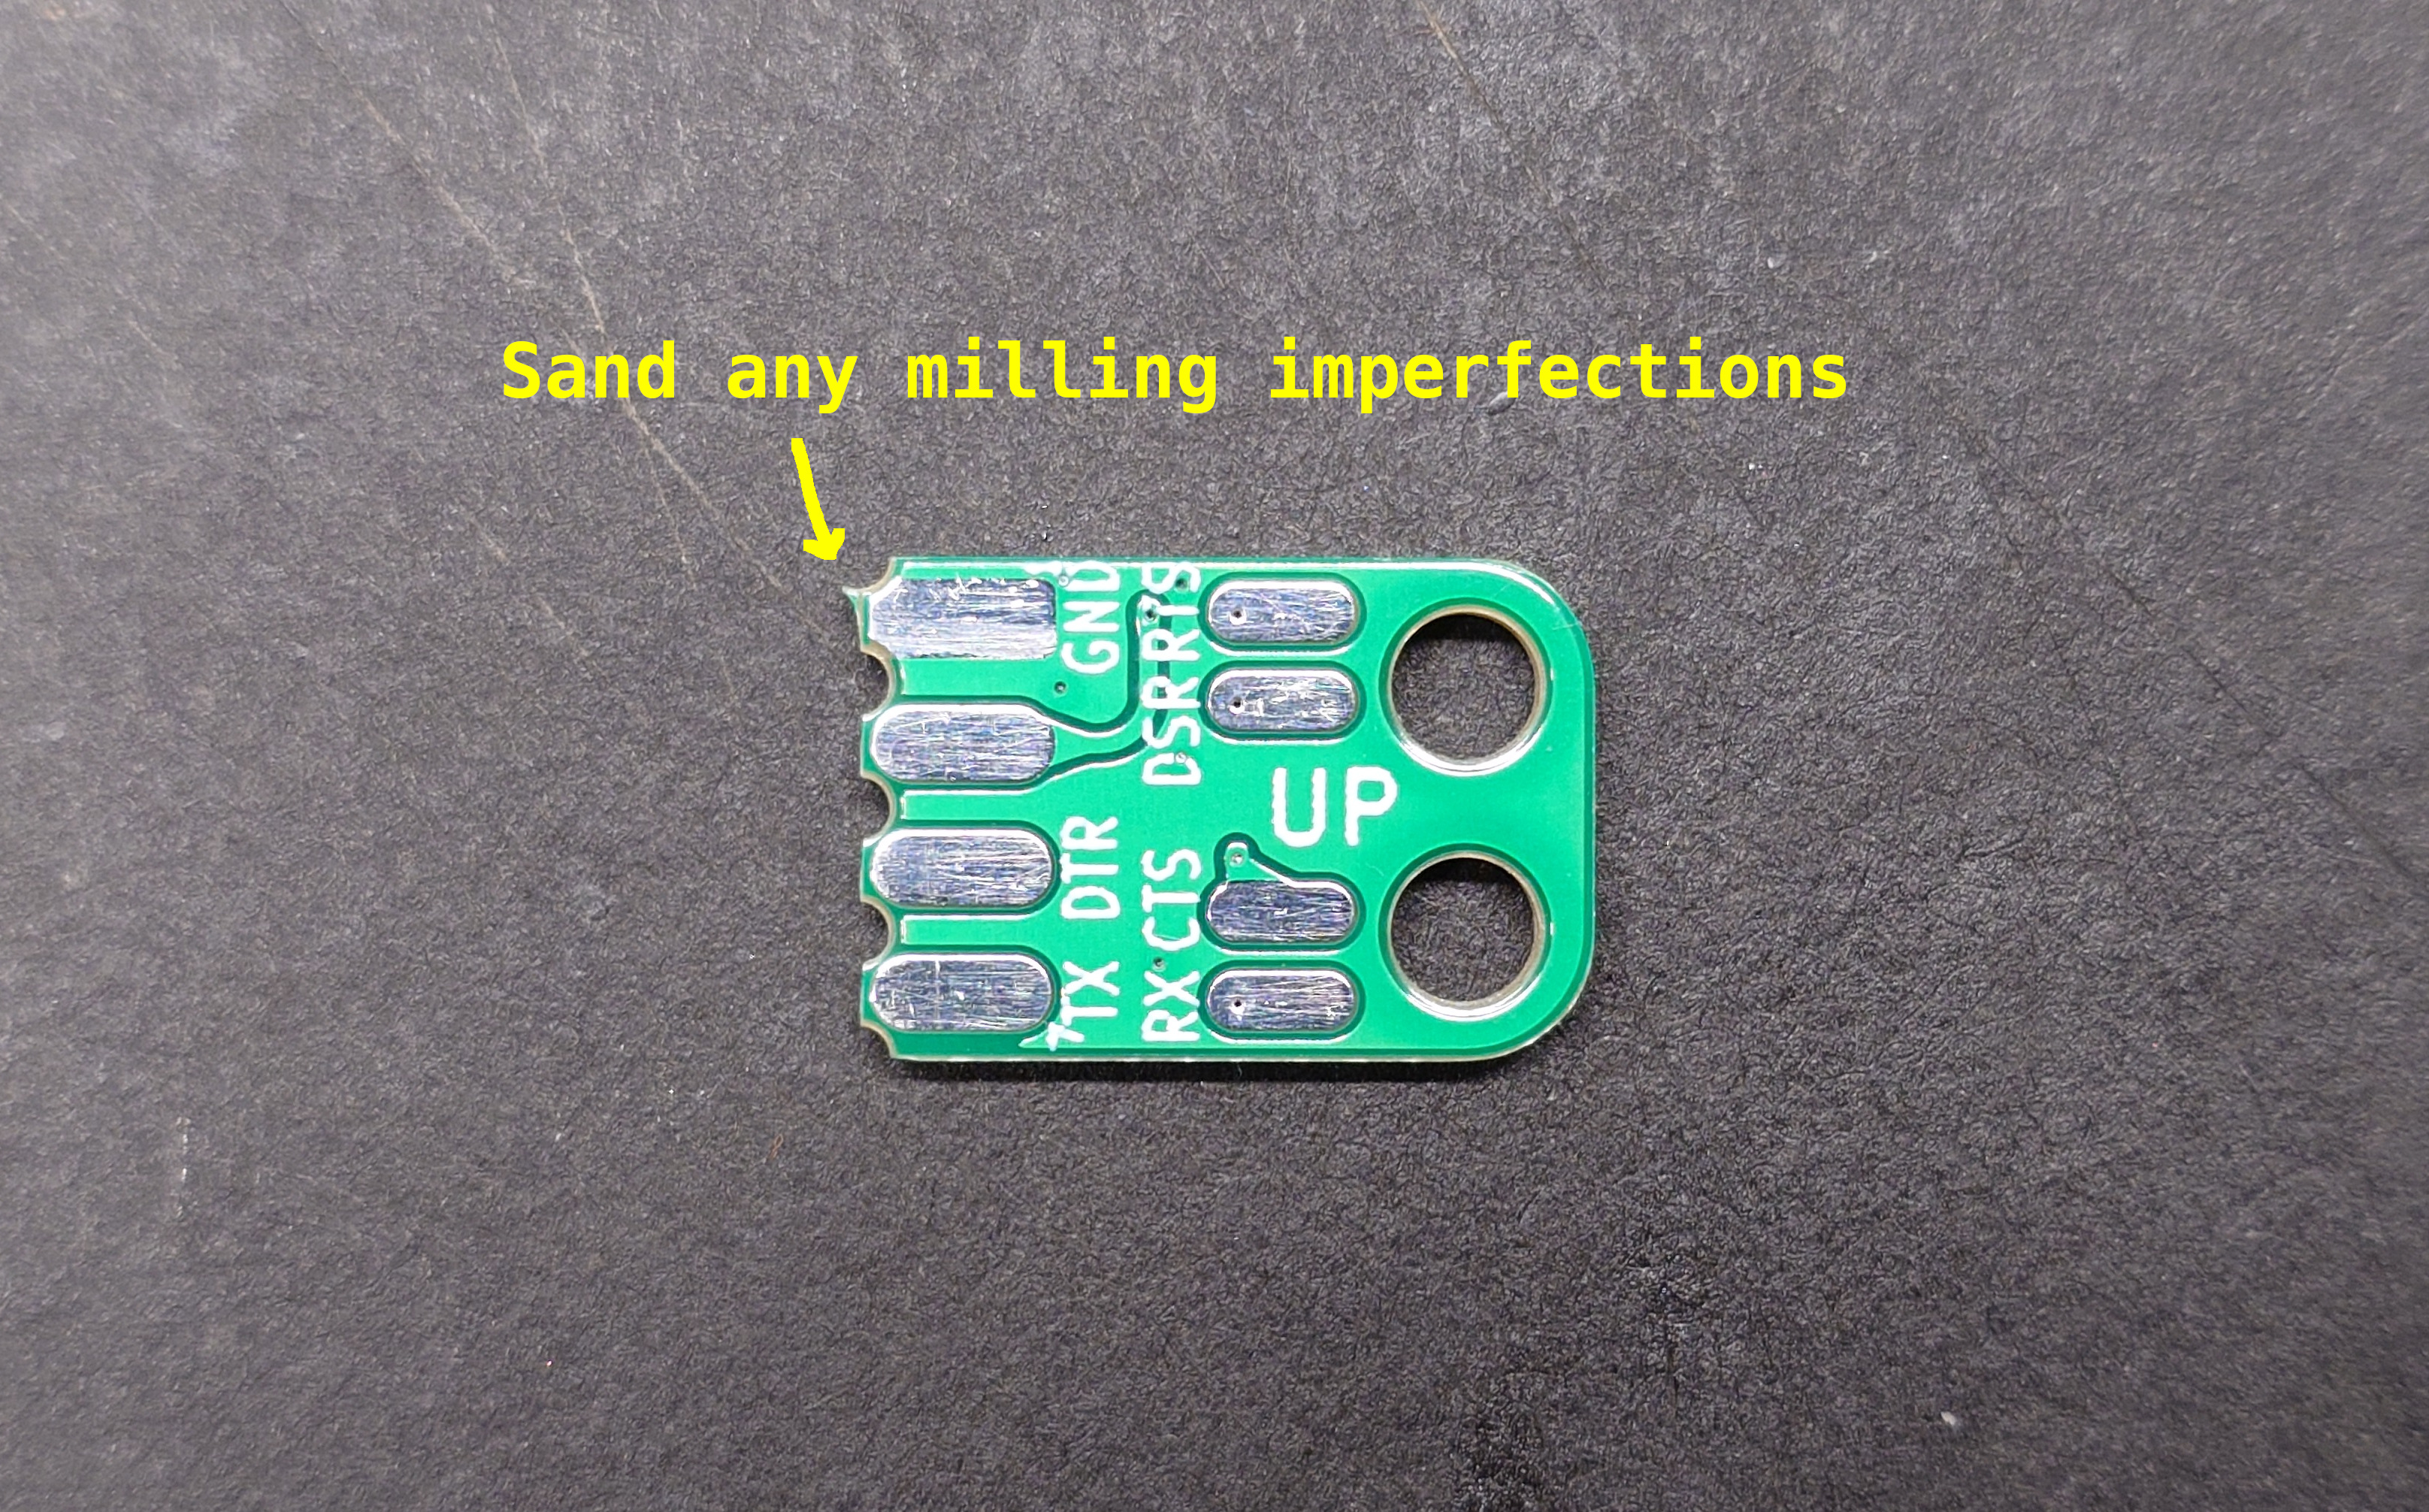 Sand any milling imperfections
GND
RTS
DSR
UP
DTR
CTS
TX
RX